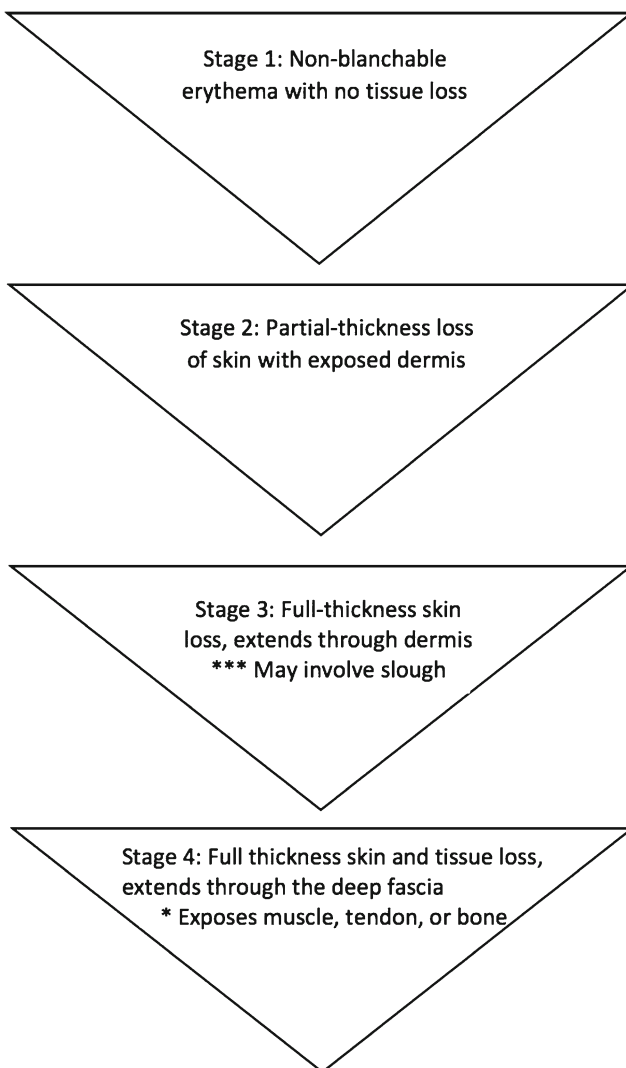 Stage 1: Non-blanchable
erythema with no tissue loss
Stage 2: Partial-thickness loss
of skin with exposed dermis
Stage 3: Full-thickness skin
loss, extends through dermis
*** May involve slough
Stage 4: Full thickness skin and tissue loss,
extends through the deep fascia
* Exposes muscle, tendon, or bone